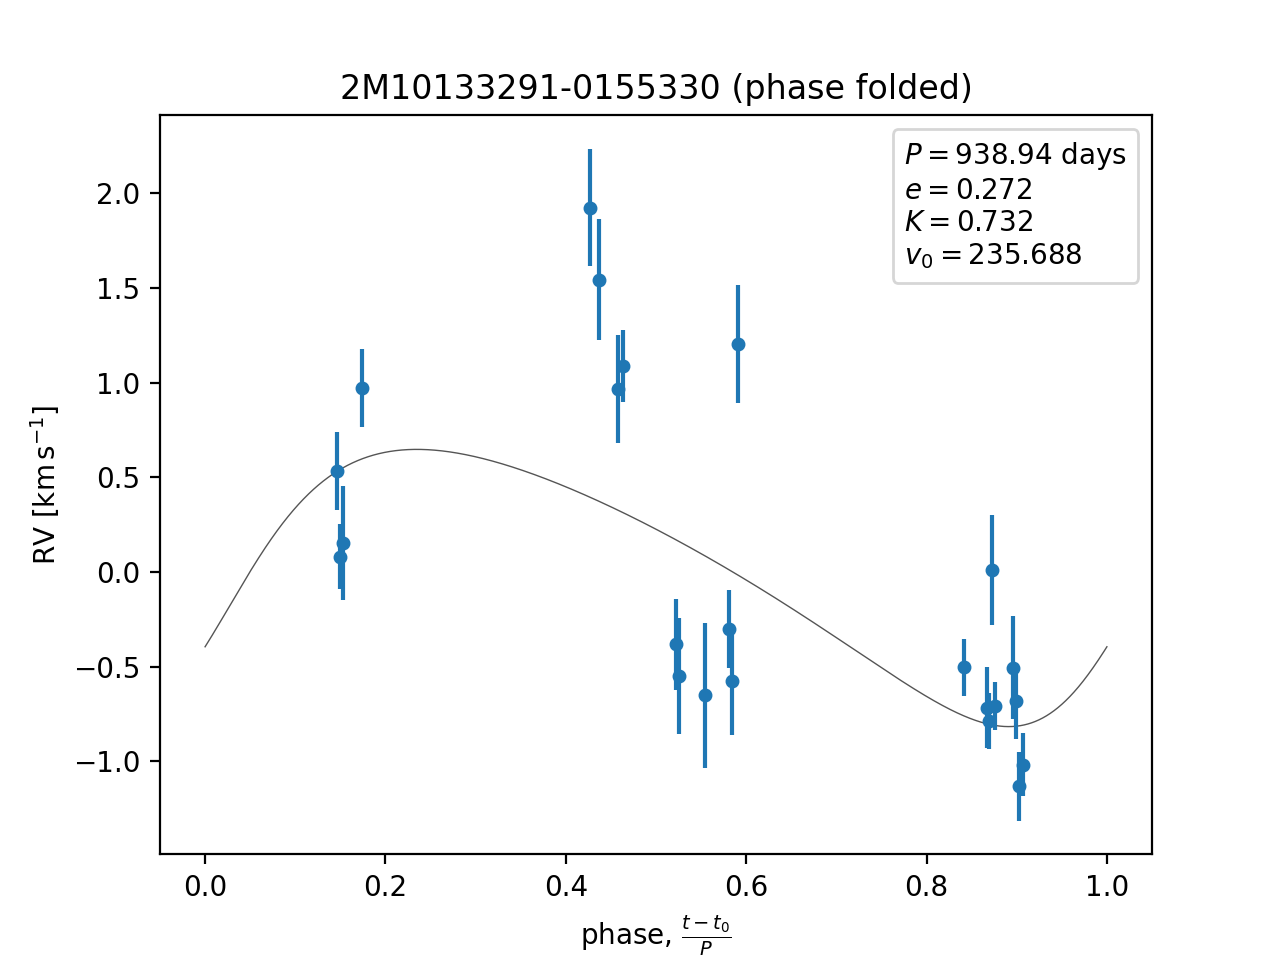 2M10133291-0155330 (phase folded)
P = 938.94 days
e = 0.272
K = 0.732
v₀ = 235.688
RV [km s⁻¹]
2.0
1.5
1.0
0.5
0.0
−0.5
−1.0
0.0 0.2 0.4 0.6 0.8 1.0
phase, (t − t₀)/P